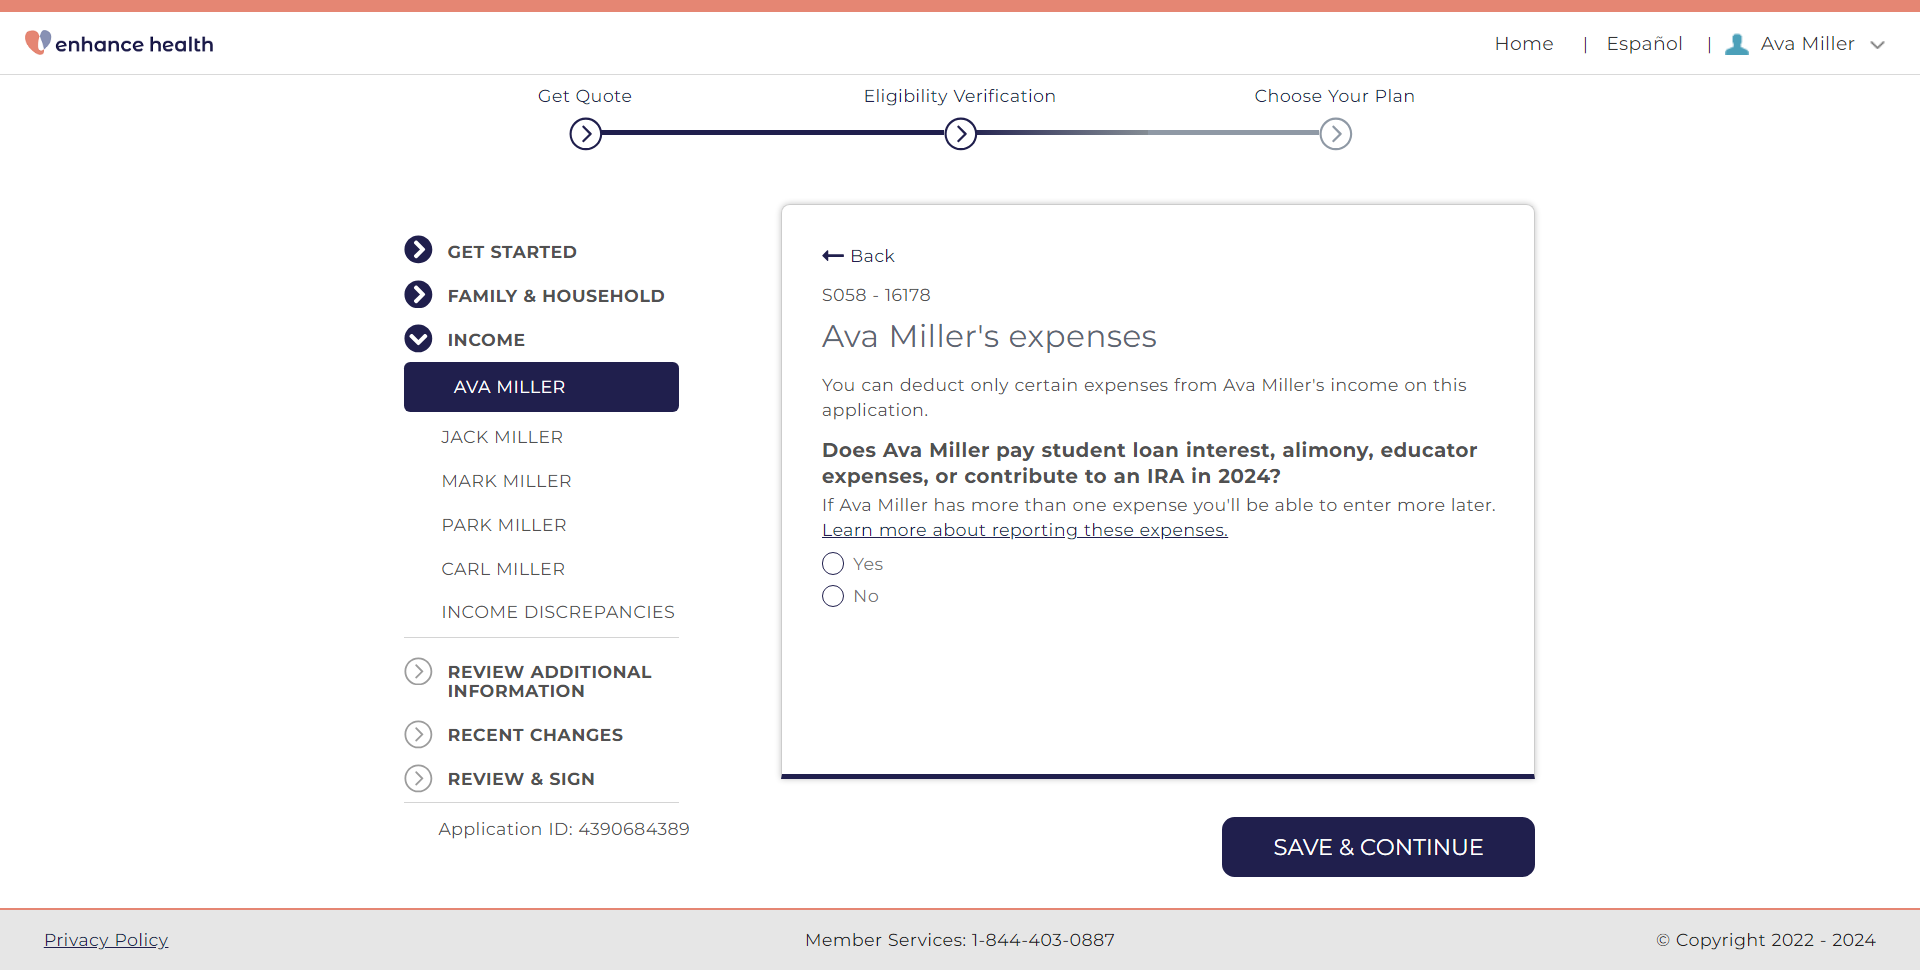 enhance health
Home | Español | Ava Miller
Get Quote
Eligibility Verification
Choose Your Plan
GET STARTED
FAMILY & HOUSEHOLD
INCOME
AVA MILLER
JACK MILLER
MARK MILLER
PARK MILLER
CARL MILLER
INCOME DISCREPANCIES
REVIEW ADDITIONAL
INFORMATION
RECENT CHANGES
REVIEW & SIGN
Application ID: 4390684389
Back
S058 - 16178
Ava Miller's expenses
You can deduct only certain expenses from Ava Miller's income on this
application.
Does Ava Miller pay student loan interest, alimony, educator
expenses, or contribute to an IRA in 2024?
If Ava Miller has more than one expense you'll be able to enter more later.
Learn more about reporting these expenses.
Yes
No
SAVE & CONTINUE
Privacy Policy
Member Services: 1-844-403-0887
© Copyright 2022 - 2024